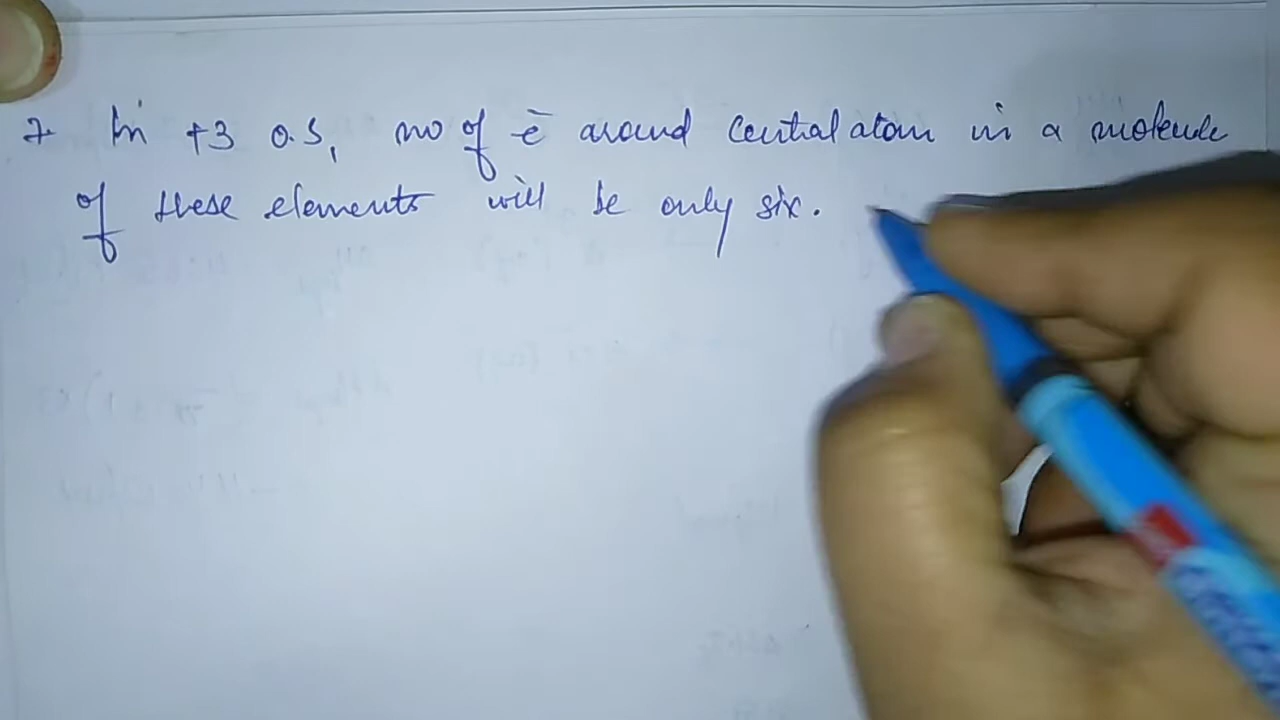 7. In +3 O.S, no of ē around Central atom in a molecule
of these elements will be only six.